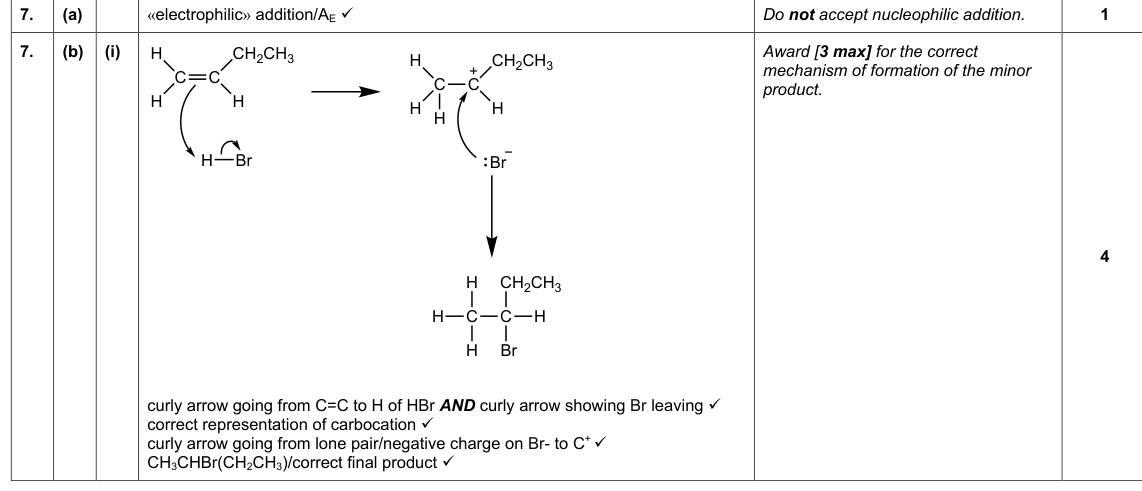 7. (a) «electrophilic» addition/AE ✓ Do not accept nucleophilic addition. 1
7. (b) (i)
H CH2CH3
C=C
H H
H—Br
H + CH2CH3
C—C
H H H
:Br−
H CH2CH3
H—C—C—H
H Br
curly arrow going from C=C to H of HBr AND curly arrow showing Br leaving ✓
correct representation of carbocation ✓
curly arrow going from lone pair/negative charge on Br- to C+ ✓
CH3CHBr(CH2CH3)/correct final product ✓
Award [3 max] for the correct
mechanism of formation of the minor
product.
4